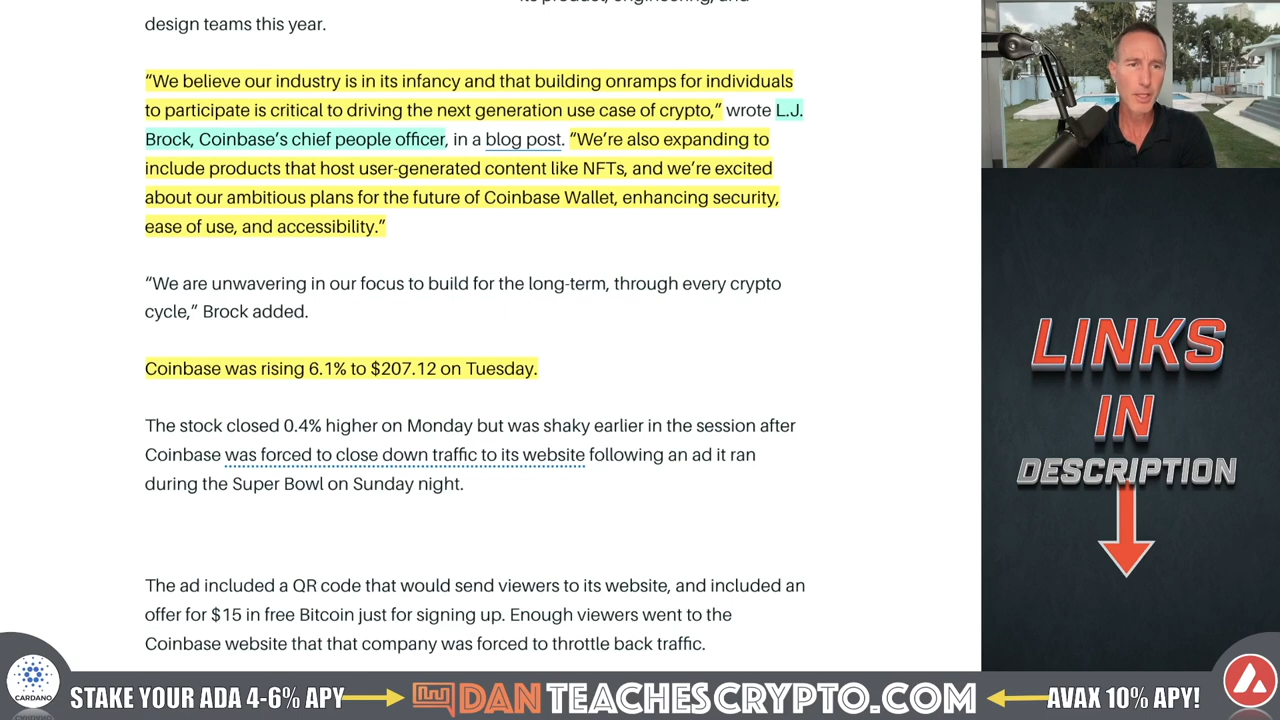 design teams this year.
“We believe our industry is in its infancy and that building onramps for individuals
to participate is critical to driving the next generation use case of crypto,” wrote L.J.
Brock, Coinbase’s chief people officer, in a blog post. “We’re also expanding to
include products that host user-generated content like NFTs, and we’re excited
about our ambitious plans for the future of Coinbase Wallet, enhancing security,
ease of use, and accessibility.”
“We are unwavering in our focus to build for the long-term, through every crypto
cycle,” Brock added.
Coinbase was rising 6.1% to $207.12 on Tuesday.
The stock closed 0.4% higher on Monday but was shaky earlier in the session after
Coinbase was forced to close down traffic to its website following an ad it ran
during the Super Bowl on Sunday night.
The ad included a QR code that would send viewers to its website, and included an
offer for $15 in free Bitcoin just for signing up. Enough viewers went to the
Coinbase website that that company was forced to throttle back traffic.
LINKS
IN
DESCRIPTION
CARDANO
STAKE YOUR ADA 4-6% APY
DANTEACHESCRYPTO.COM
AVAX 10% APY!